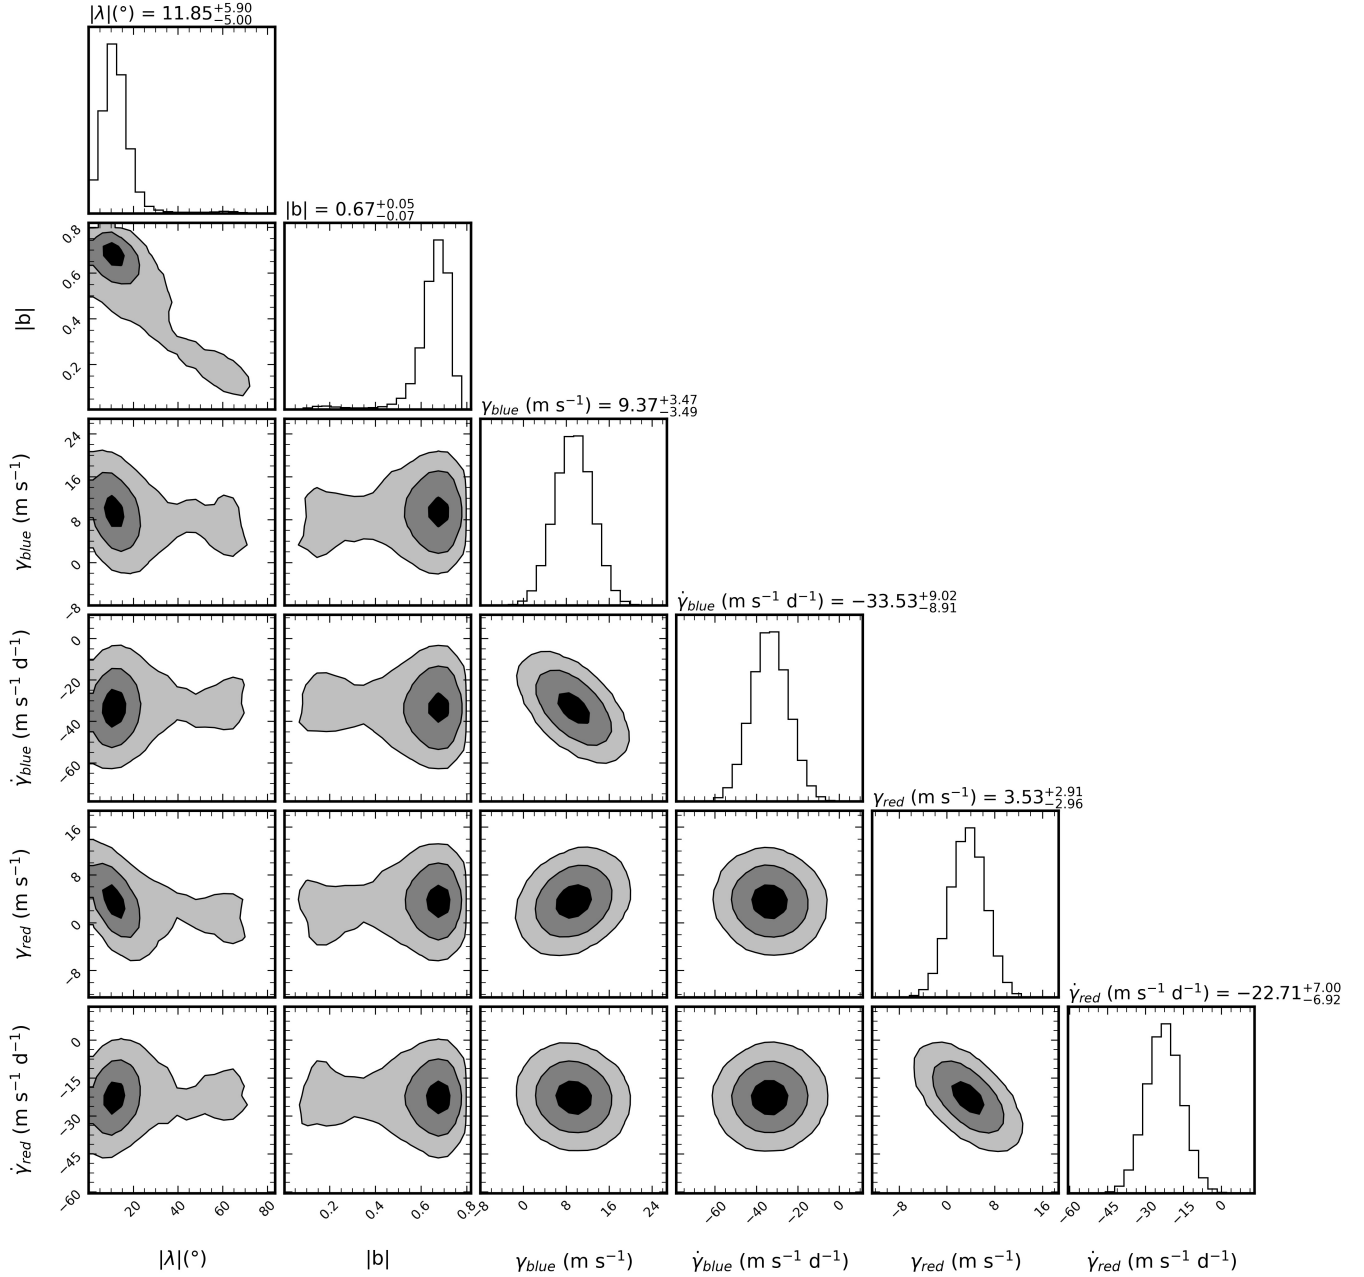 |λ|(°) = 11.85+5.90 −5.00
|b| = 0.67+0.05 −0.07
0.8
0.6
0.4
0.2
|b|
γblue (m s−1) = 9.37+3.47 −3.49
24
16
8
0
−8
γblue (m s−1)
γ̇blue (m s−1 d−1) = −33.53+9.02 −8.91
0
−20
−40
−60
γ̇blue (m s−1 d−1)
γred (m s−1) = 3.53+2.91 −2.96
16
8
0
−8
γred (m s−1)
γ̇red (m s−1 d−1) = −22.71+7.00 −6.92
0
−15
−30
−45
−60
γ̇red (m s−1 d−1)
0 20 40 60 80 0.2 0.4 0.6 0.8 −8 0 8 16 24 −60 −40 −20 0 −8 0 8 16 −60 −45 −30 −15 0
|λ|(°) |b| γblue (m s−1) γ̇blue (m s−1 d−1) γred (m s−1) γ̇red (m s−1 d−1)